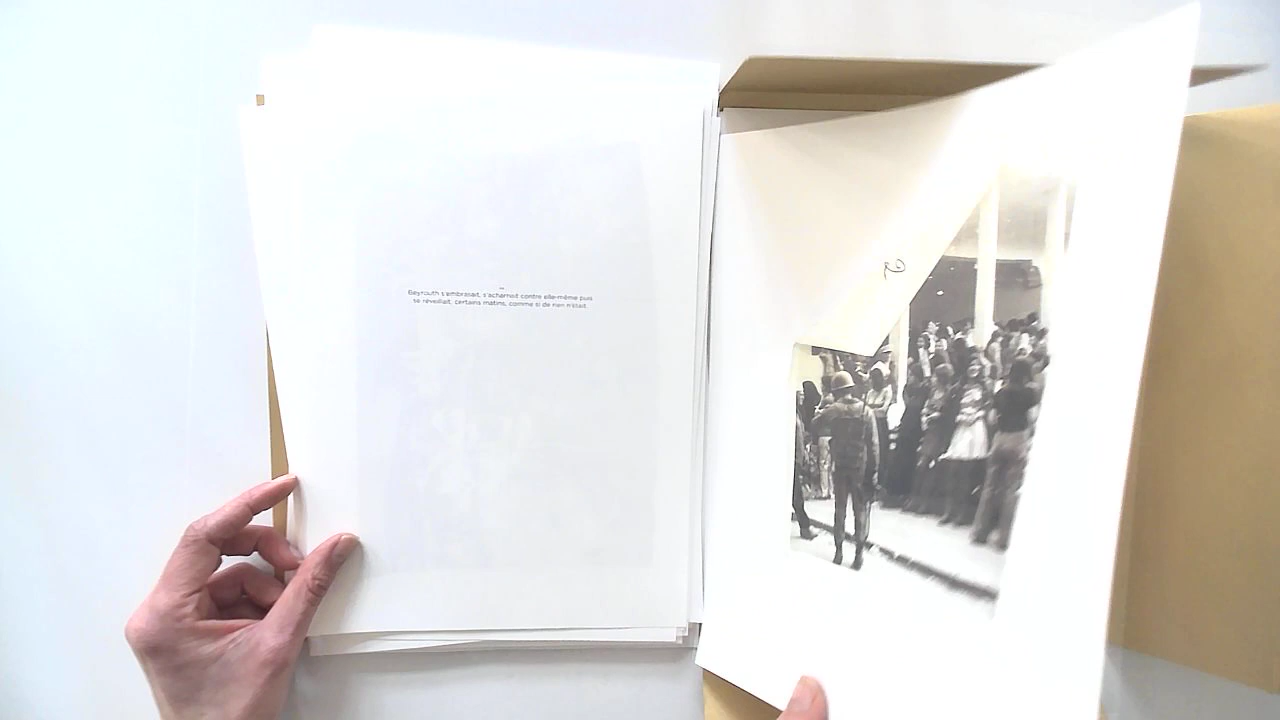 Beyrouth s'embrasait, s'acharnait contre elle-même puis
se réveillait, certains matins, comme si de rien n'était.